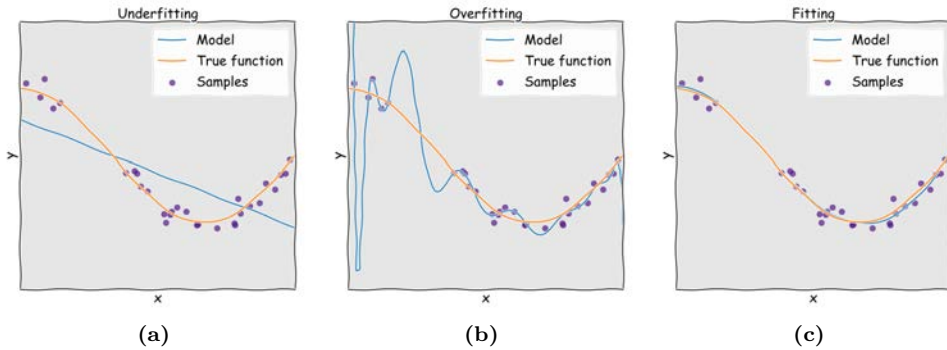 Underfitting
Model
True function
Samples
y
x
(a)
Overfitting
Model
True function
Samples
y
x
(b)
Fitting
Model
True function
Samples
y
x
(c)